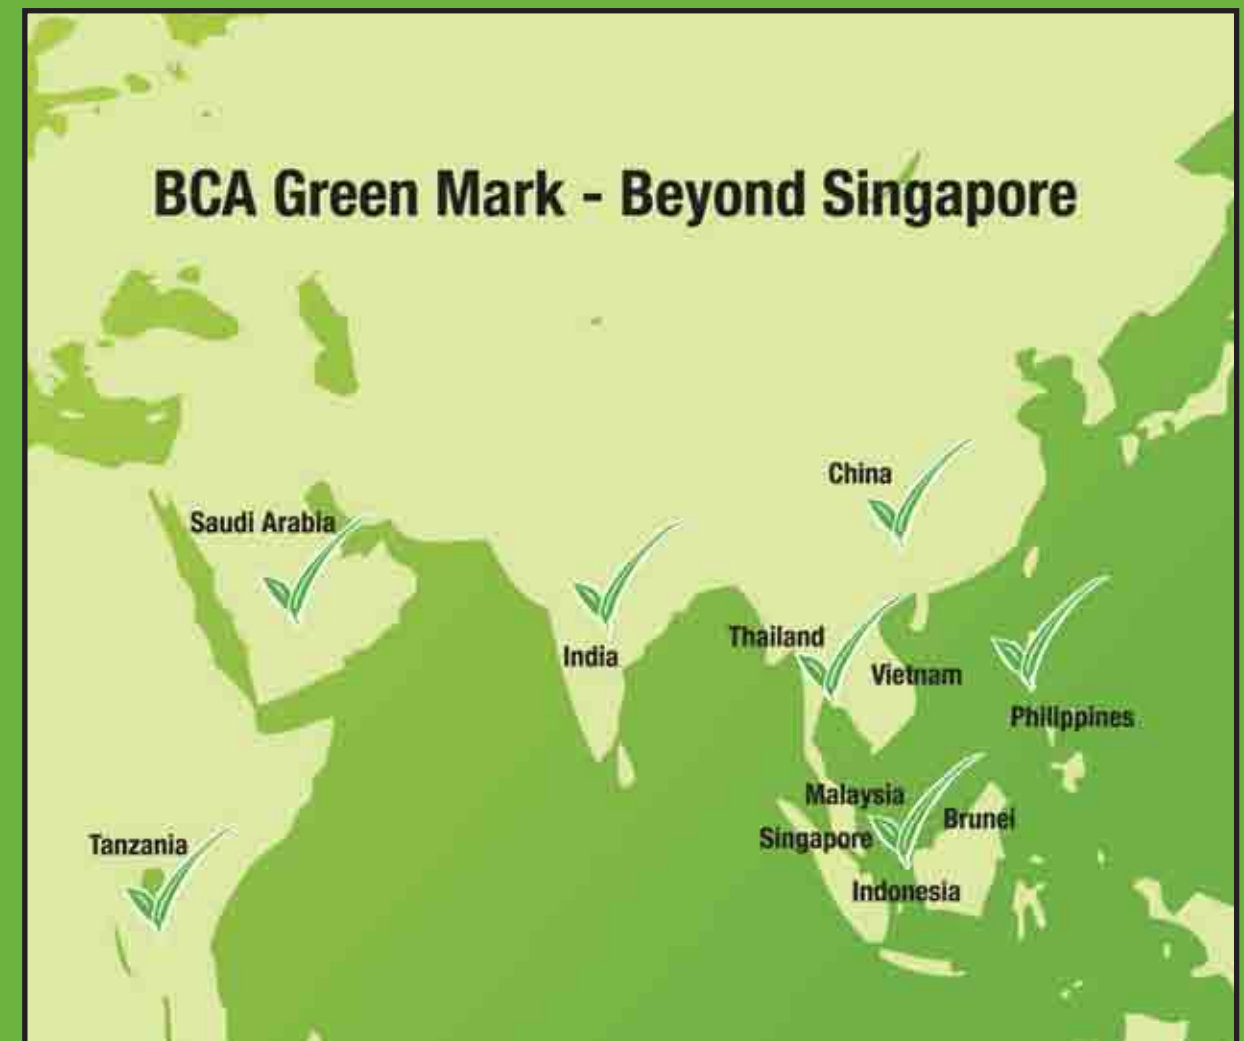 BCA Green Mark - Beyond Singapore
China
Saudi Arabia
Thailand
India
Vietnam
Philippines
Malaysia
Brunei
Singapore
Tanzania
Indonesia